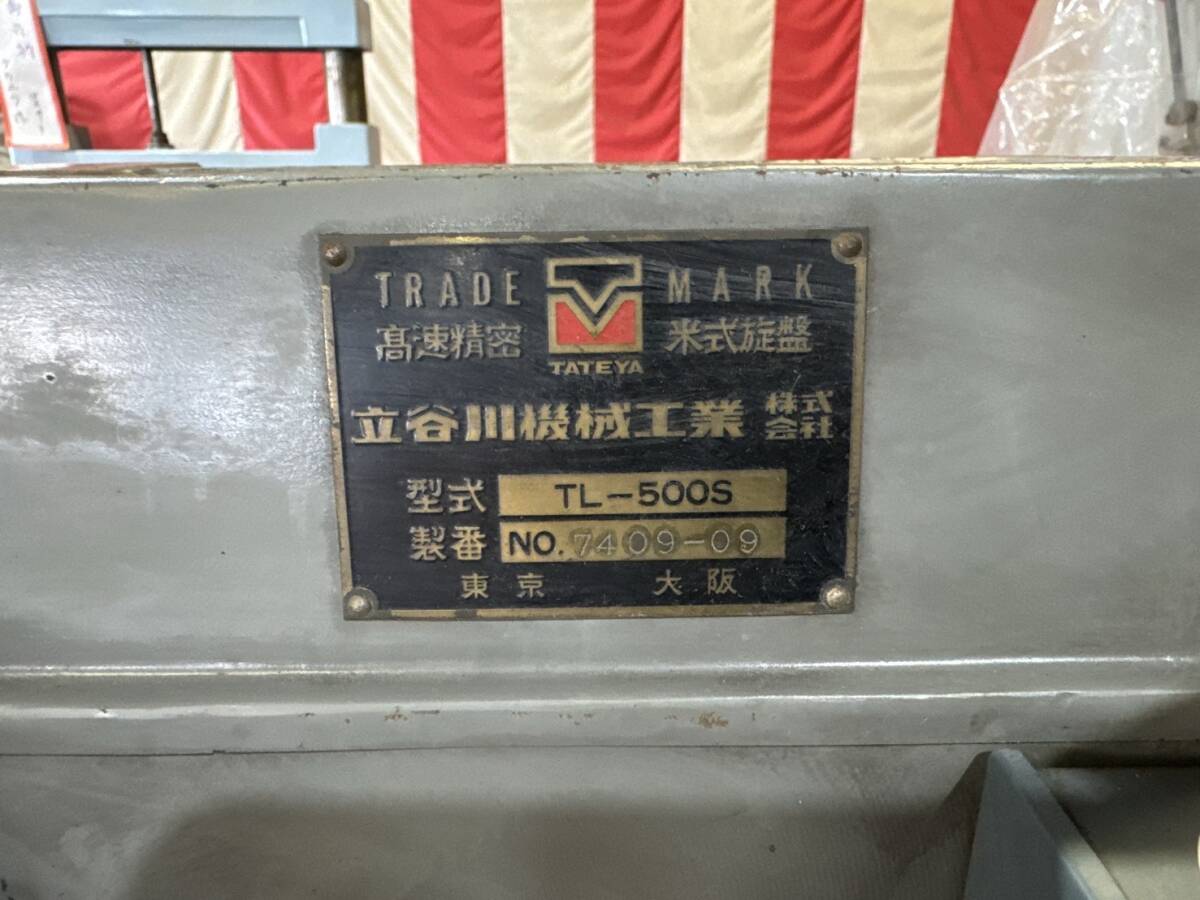 TRADE MARK
高速精密 米式旋盤
TATEYA
立谷川機械工業 株式会社
型式 TL-500S
製番 NO. 7409-09
東京 大阪